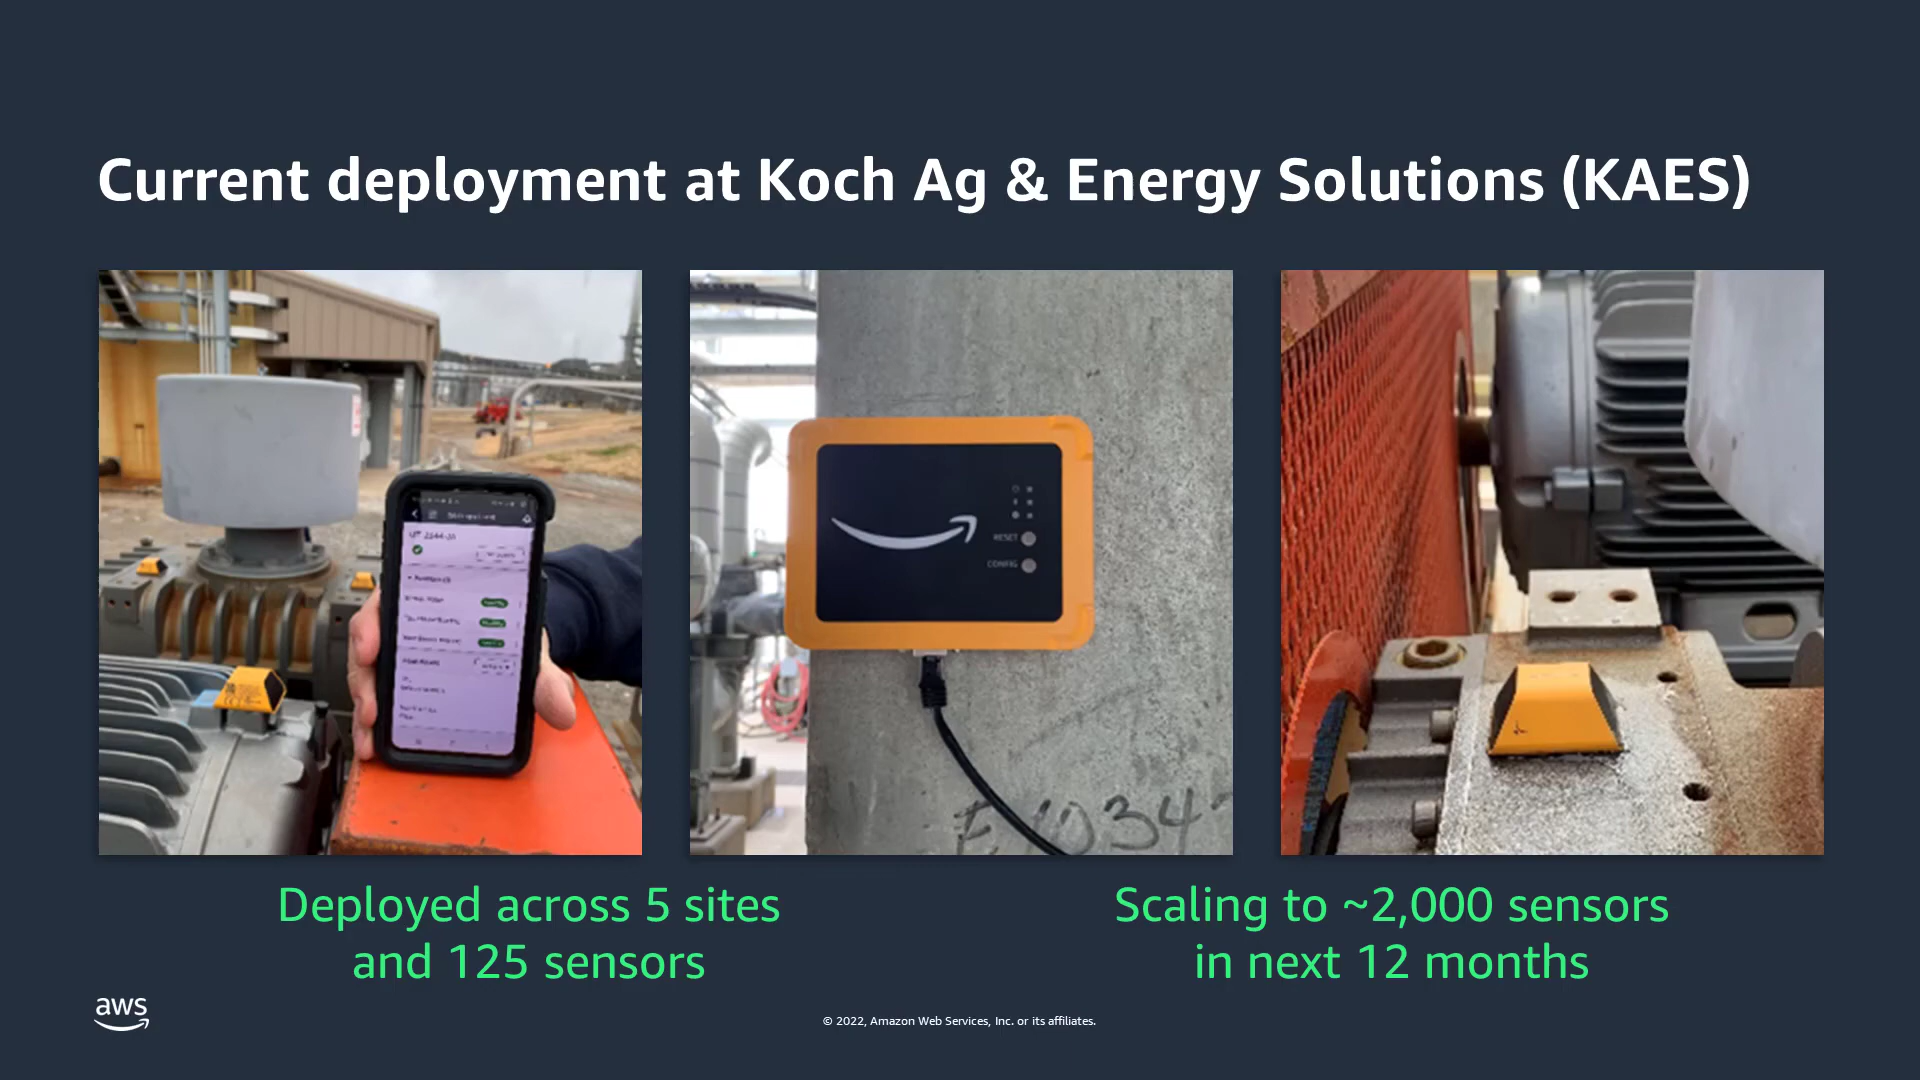 Current deployment at Koch Ag & Energy Solutions (KAES)
RESET
CONFIG
Deployed across 5 sites
and 125 sensors
Scaling to ~2,000 sensors
in next 12 months
aws
© 2022, Amazon Web Services, Inc. or its affiliates.